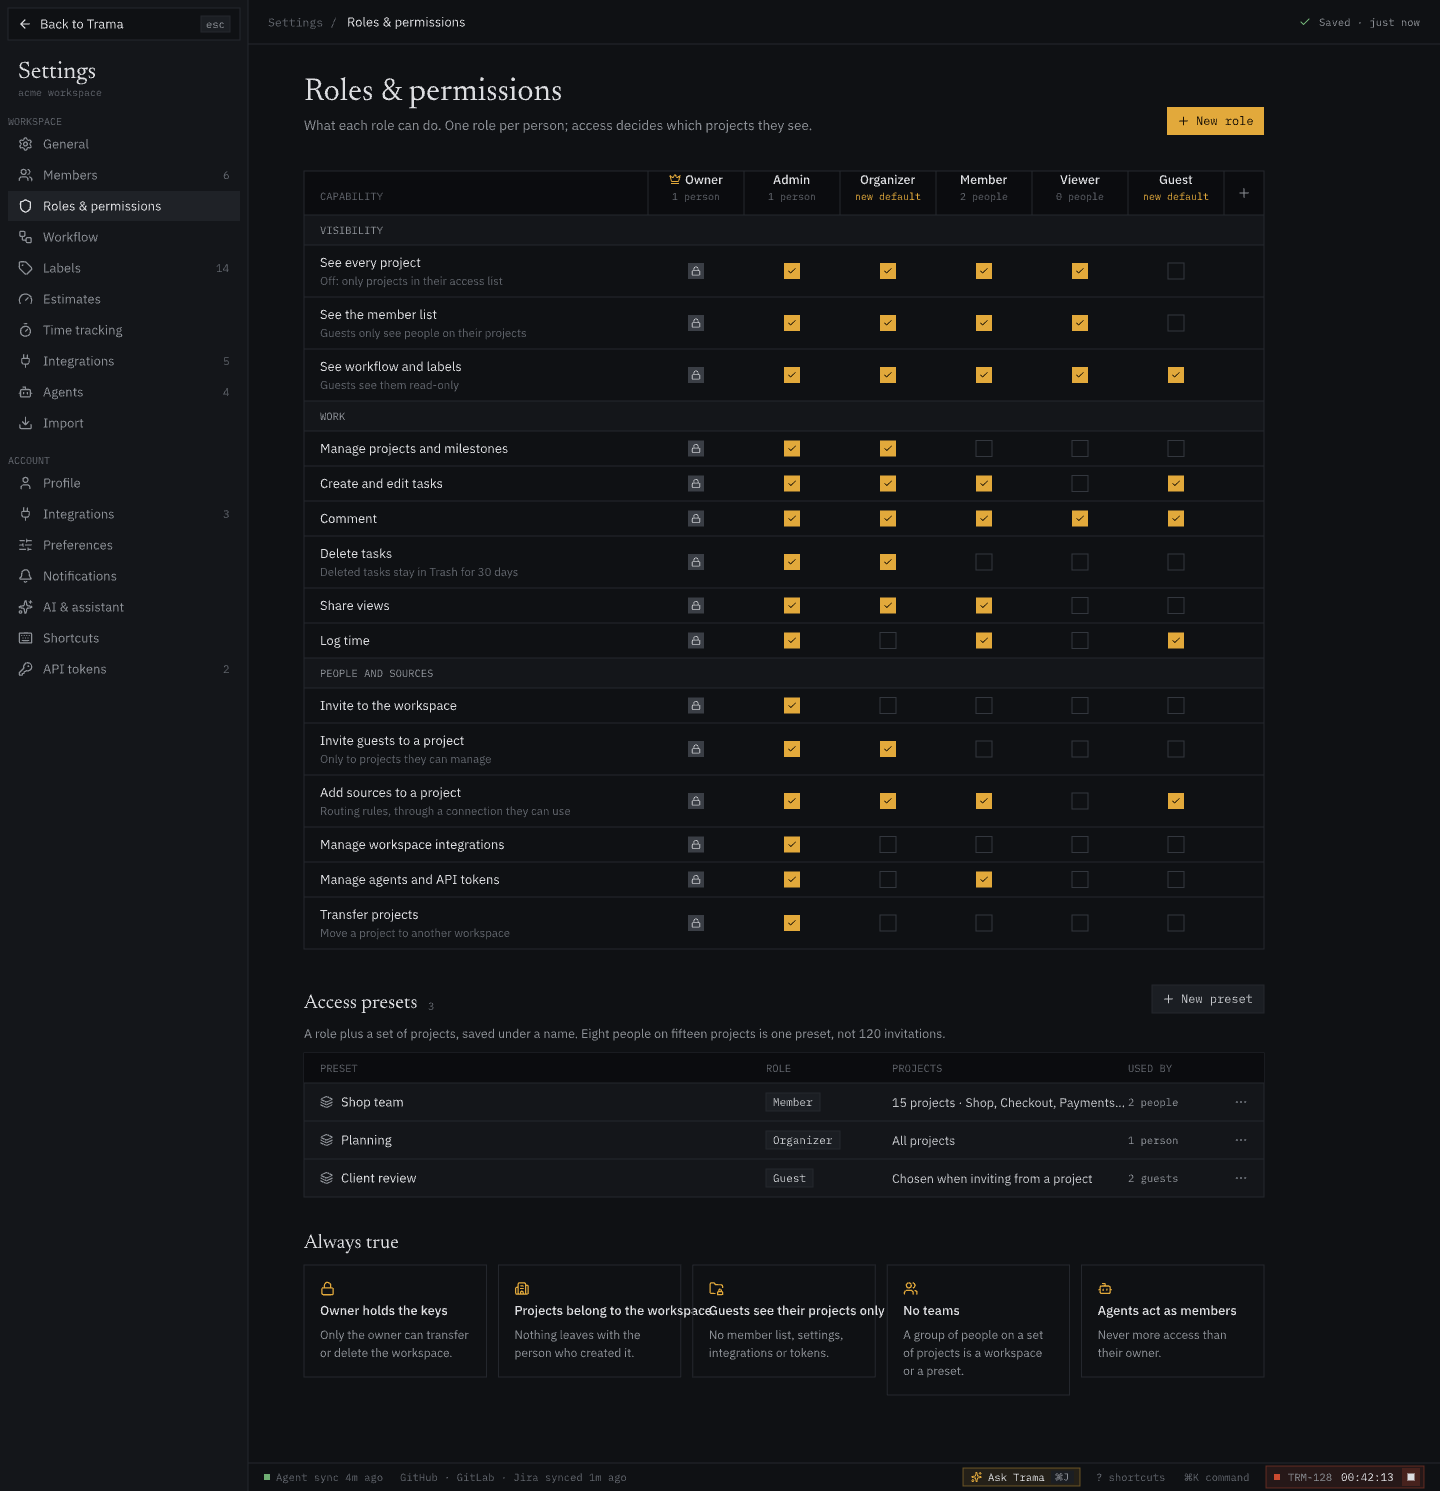 Back to Trama esc
Settings
acme workspace
WORKSPACE
General
Members 6
Roles & permissions
Workflow
Labels 14
Estimates
Time tracking
Integrations 5
Agents 4
Import
ACCOUNT
Profile
Integrations 3
Preferences
Notifications
AI & assistant
Shortcuts
API tokens 2
Settings / Roles & permissions
Saved · just now
Roles & permissions
What each role can do. One role per person; access decides which projects they see.
+ New role
CAPABILITY
Owner
1 person
Admin
1 person
Organizer
new default
Member
2 people
Viewer
0 people
Guest
new default
+
VISIBILITY
See every project
Off: only projects in their access list
See the member list
Guests only see people on their projects
See workflow and labels
Guests see them read-only
WORK
Manage projects and milestones
Create and edit tasks
Comment
Delete tasks
Deleted tasks stay in Trash for 30 days
Share views
Log time
PEOPLE AND SOURCES
Invite to the workspace
Invite guests to a project
Only to projects they can manage
Add sources to a project
Routing rules, through a connection they can use
Manage workspace integrations
Manage agents and API tokens
Transfer projects
Move a project to another workspace
Access presets 3
+ New preset
A role plus a set of projects, saved under a name. Eight people on fifteen projects is one preset, not 120 invitations.
PRESET ROLE PROJECTS USED BY
Shop team Member 15 projects · Shop, Checkout, Payments… 2 people ···
Planning Organizer All projects 1 person ···
Client review Guest Chosen when inviting from a project 2 guests ···
Always true
Owner holds the keys
Only the owner can transfer
or delete the workspace.
Projects belong to the workspace
Nothing leaves with the
person who created it.
Guests see their projects only
No member list, settings,
integrations or tokens.
No teams
A group of people on a set
of projects is a workspace
or a preset.
Agents act as members
Never more access than
their owner.
Agent sync 4m ago GitHub · GitLab · Jira synced 1m ago
Ask Trama ⌘J ? shortcuts ⌘K command TRM-128 00:42:13